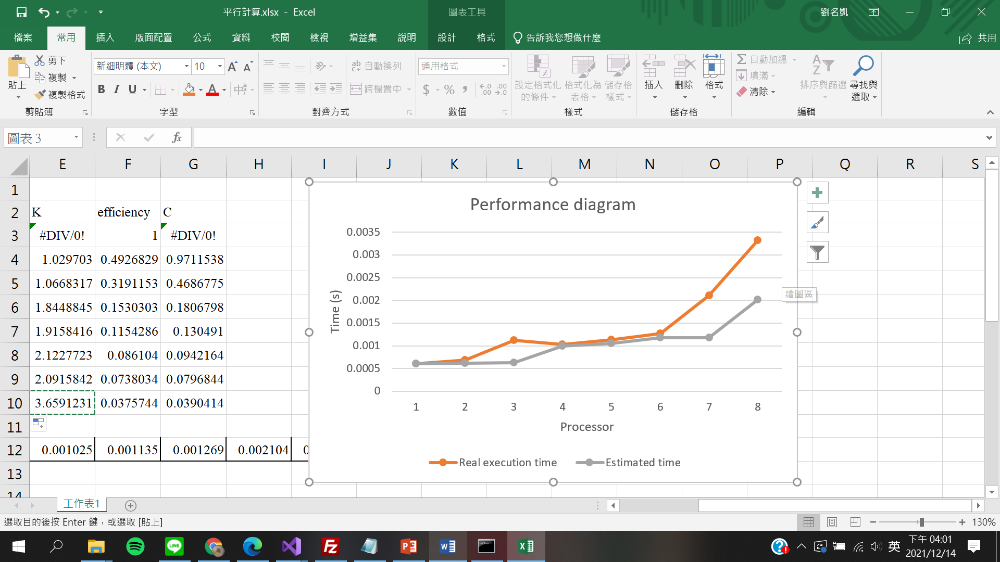 平行計算.xlsx - Excel
圖表工具
劉名凱
檔案 常用 插入 版面配置 公式 資料 校閱 檢視 增益集 說明 設計 格式 告訴我您想做什麼 共用
貼上
剪下
複製
複製格式
剪貼簿
新細明體 (本文) 10
B I U
字型
自動換列
跨欄置中
對齊方式
通用格式
$ % ,
數值
設定格式化的條件
格式化為表格
儲存格樣式
樣式
插入 刪除 格式
儲存格
Σ 自動加總
填滿
清除
排序與篩選
尋找與選取
編輯
圖表 3
fx
E F G H I J K L M N O P Q R S
1
2 K efficiency C
3 #DIV/0! 1 #DIV/0!
4 1.029703 0.4926829 0.9711538
5 1.0668317 0.3191153 0.4686775
6 1.8448845 0.1530303 0.1806798
7 1.9158416 0.1154286 0.130491
8 2.1227723 0.086104 0.0942164
9 2.0915842 0.0738034 0.0796844
10 3.6591231 0.0375744 0.0390414
11
12 0.001025 0.001135 0.001269 0.002104 0
13
14
Performance diagram
Time (s)
0.0035
0.003
0.0025
0.002
0.0015
0.001
0.0005
0
1 2 3 4 5 6 7 8
Processor
Real execution time Estimated time
繪圖區
工作表1
選取目的後按 Enter 鍵，或選取 [貼上]
130%
英
下午 04:01
2021/12/14